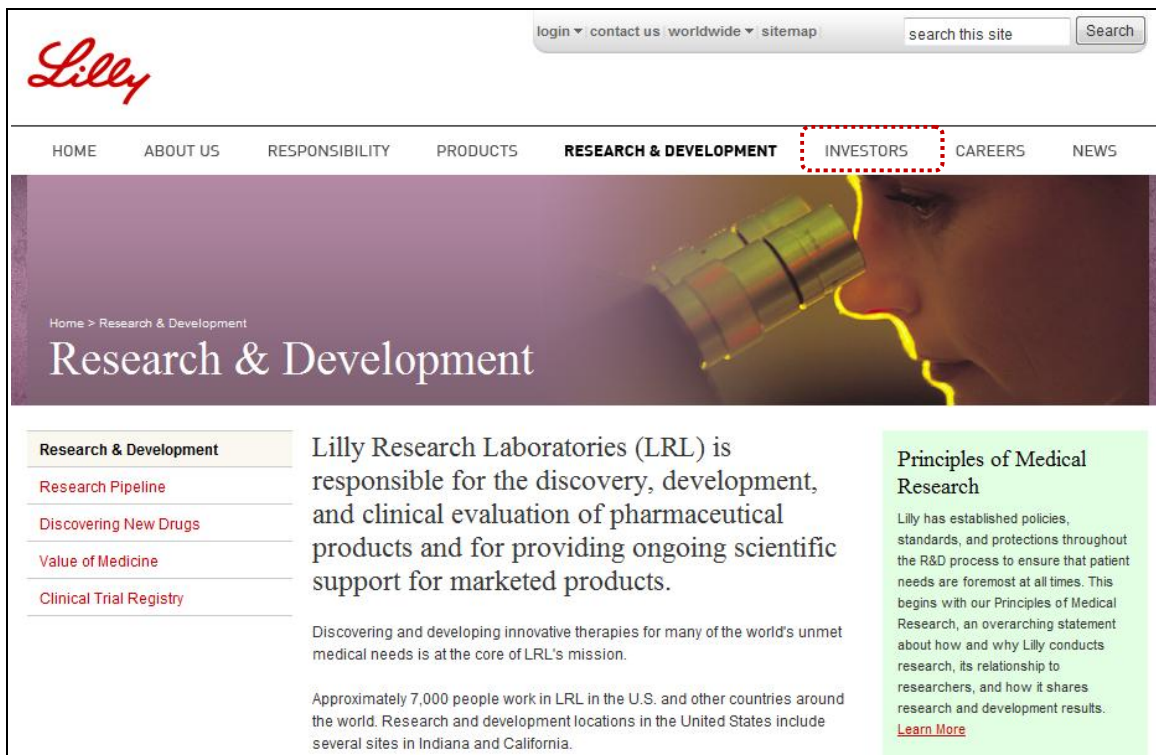 login contact us worldwide sitemap
search this site Search
Lilly
HOME ABOUT US RESPONSIBILITY PRODUCTS RESEARCH & DEVELOPMENT INVESTORS CAREERS NEWS
Home > Research & Development
Research & Development
Research & Development
Research Pipeline
Discovering New Drugs
Value of Medicine
Clinical Trial Registry
Lilly Research Laboratories (LRL) is
responsible for the discovery, development,
and clinical evaluation of pharmaceutical
products and for providing ongoing scientific
support for marketed products.
Discovering and developing innovative therapies for many of the world's unmet
medical needs is at the core of LRL's mission.
Approximately 7,000 people work in LRL in the U.S. and other countries around
the world. Research and development locations in the United States include
several sites in Indiana and California.
Principles of Medical
Research
Lilly has established policies,
standards, and protections throughout
the R&D process to ensure that patient
needs are foremost at all times. This
begins with our Principles of Medical
Research, an overarching statement
about how and why Lilly conducts
research, its relationship to
researchers, and how it shares
research and development results.
Learn More